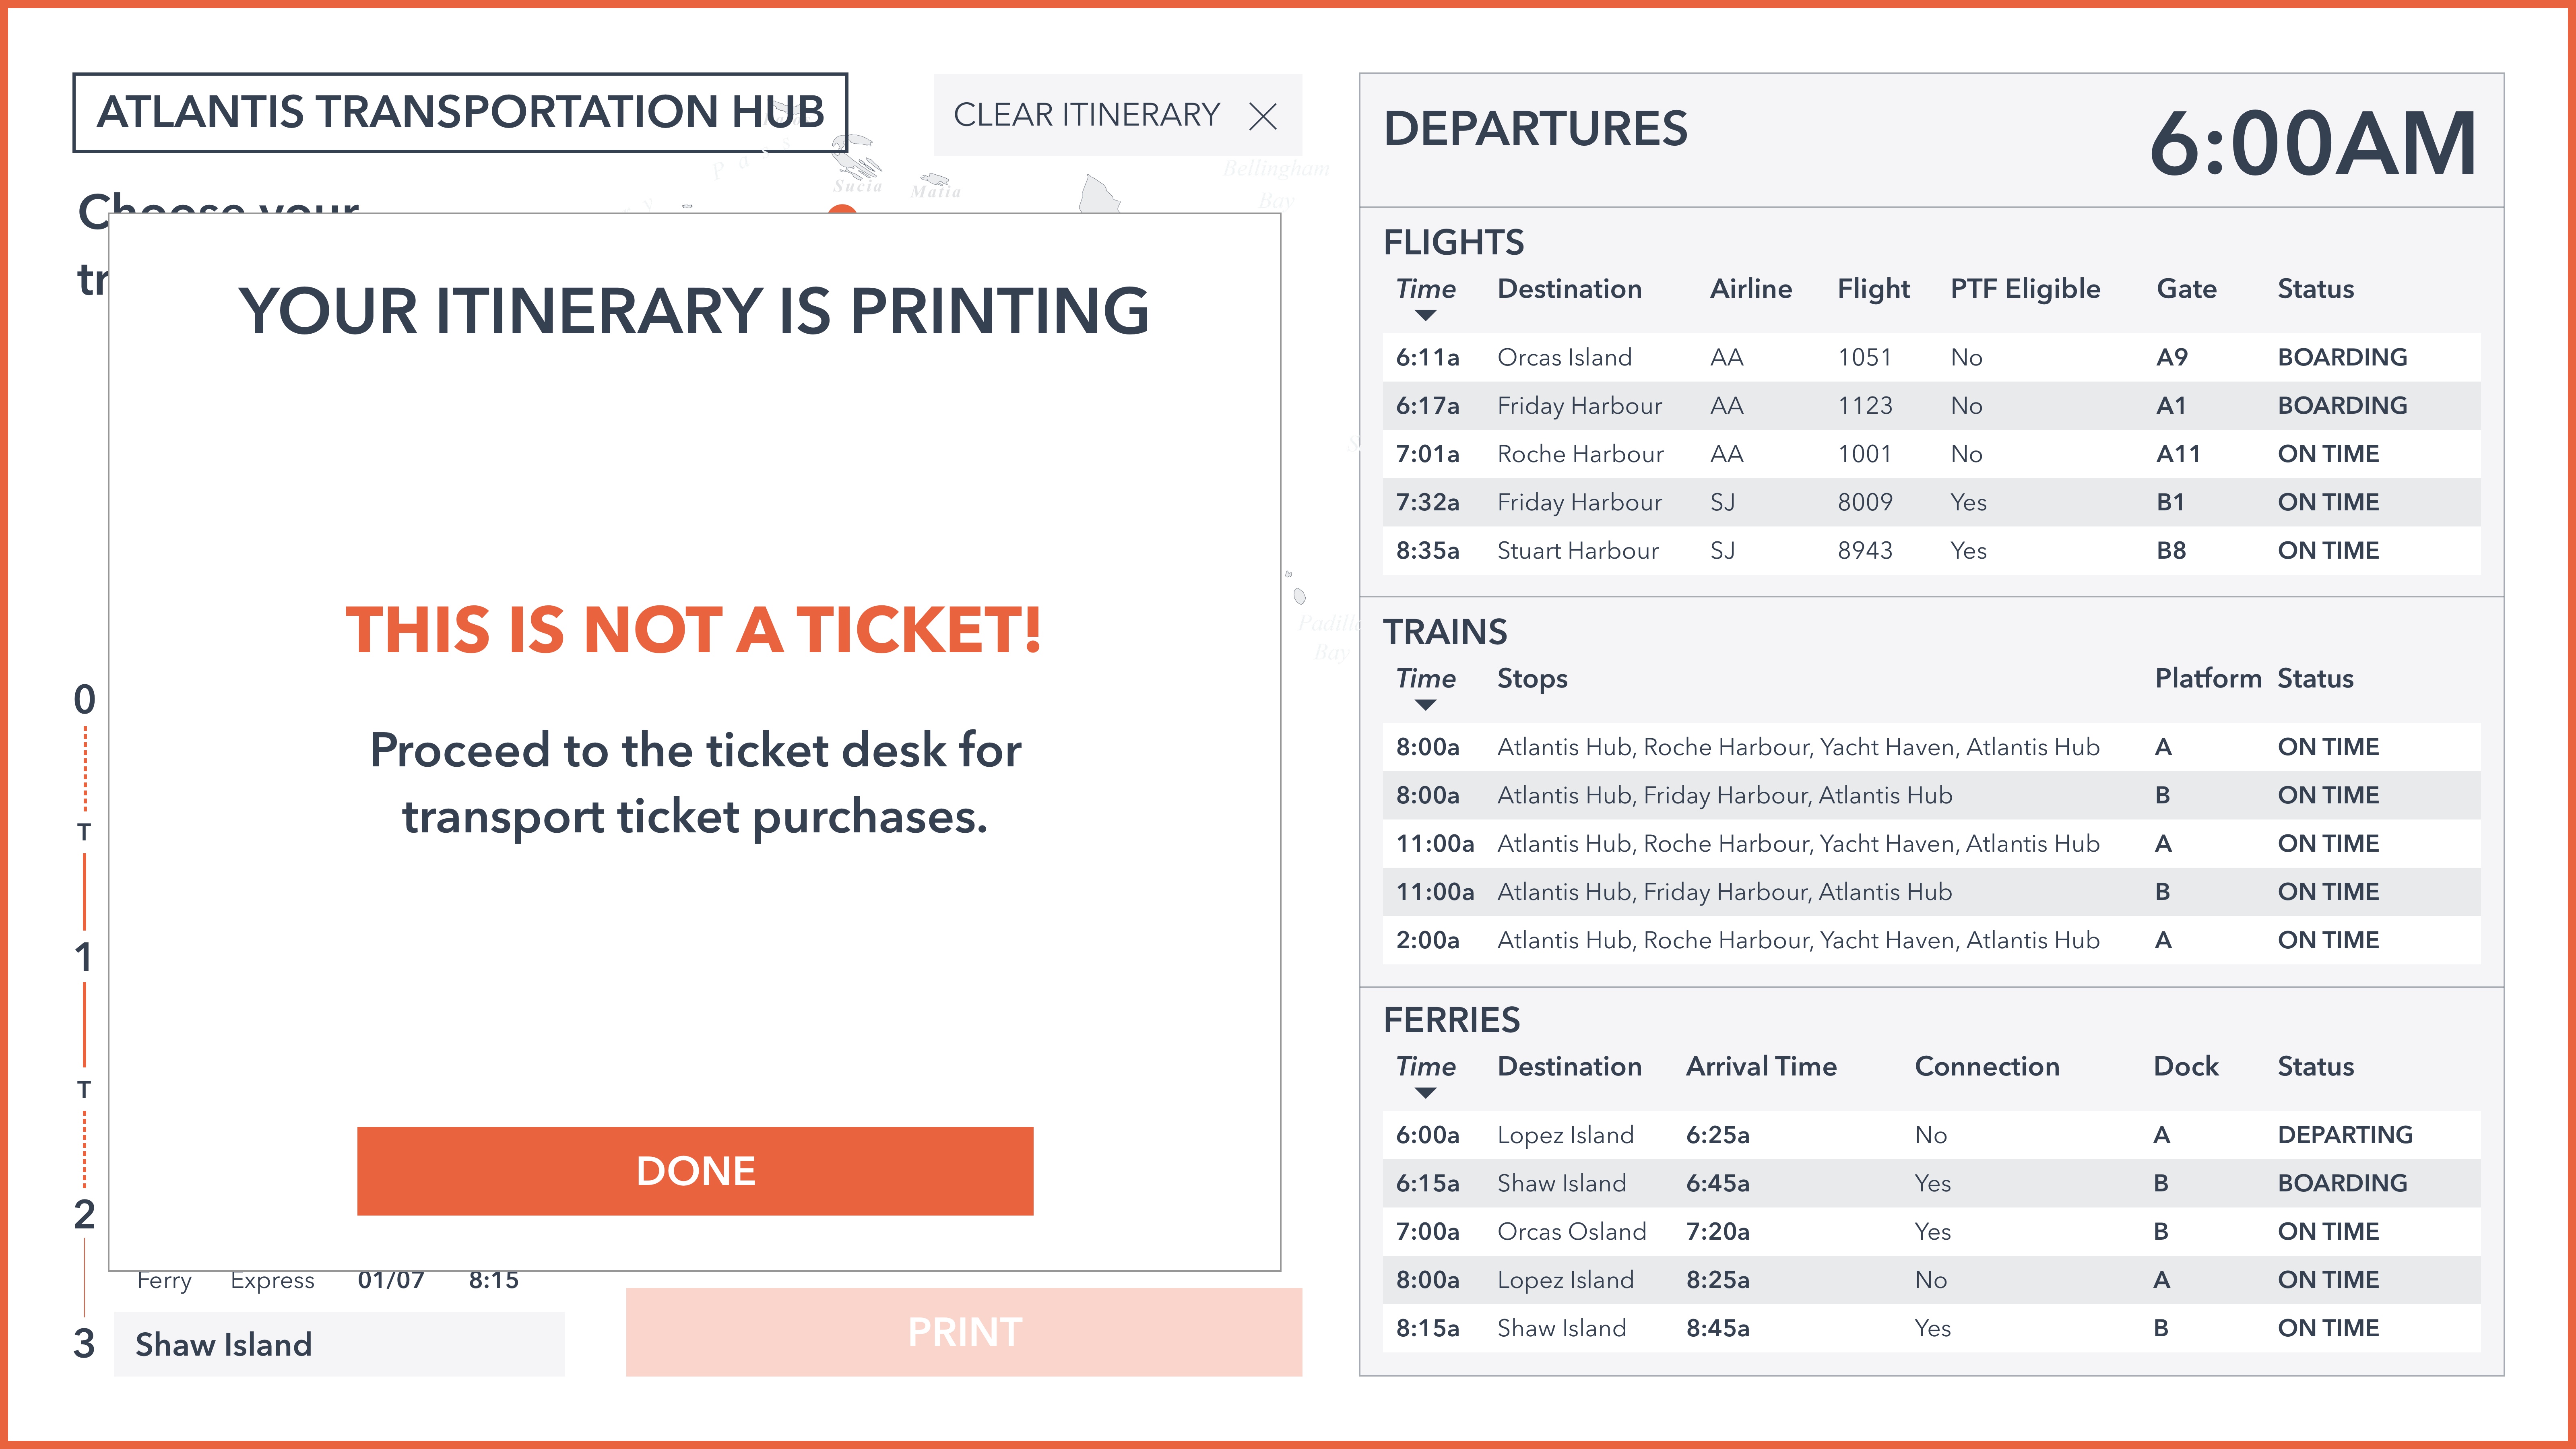 ATLANTIS TRANSPORTATION HUB
CLEAR ITINERARY
Sucia
Matia
Bellingham
Bay
Choose your
YOUR ITINERARY IS PRINTING
THIS IS NOT A TICKET!
Proceed to the ticket desk for
transport ticket purchases.
DONE
0
T
1
T
2
3
Ferry Express 01/07 8:15
Shaw Island
PRINT
Bay
DEPARTURES
6:00AM
FLIGHTS
Time Destination Airline Flight PTF Eligible Gate Status
6:11a Orcas Island AA 1051 No A9 BOARDING
6:17a Friday Harbour AA 1123 No A1 BOARDING
7:01a Roche Harbour AA 1001 No A11 ON TIME
7:32a Friday Harbour SJ 8009 Yes B1 ON TIME
8:35a Stuart Harbour SJ 8943 Yes B8 ON TIME
TRAINS
Time Stops Platform Status
8:00a Atlantis Hub, Roche Harbour, Yacht Haven, Atlantis Hub A ON TIME
8:00a Atlantis Hub, Friday Harbour, Atlantis Hub B ON TIME
11:00a Atlantis Hub, Roche Harbour, Yacht Haven, Atlantis Hub A ON TIME
11:00a Atlantis Hub, Friday Harbour, Atlantis Hub B ON TIME
2:00a Atlantis Hub, Roche Harbour, Yacht Haven, Atlantis Hub A ON TIME
FERRIES
Time Destination Arrival Time Connection Dock Status
6:00a Lopez Island 6:25a No A DEPARTING
6:15a Shaw Island 6:45a Yes B BOARDING
7:00a Orcas Osland 7:20a Yes B ON TIME
8:00a Lopez Island 8:25a No A ON TIME
8:15a Shaw Island 8:45a Yes B ON TIME